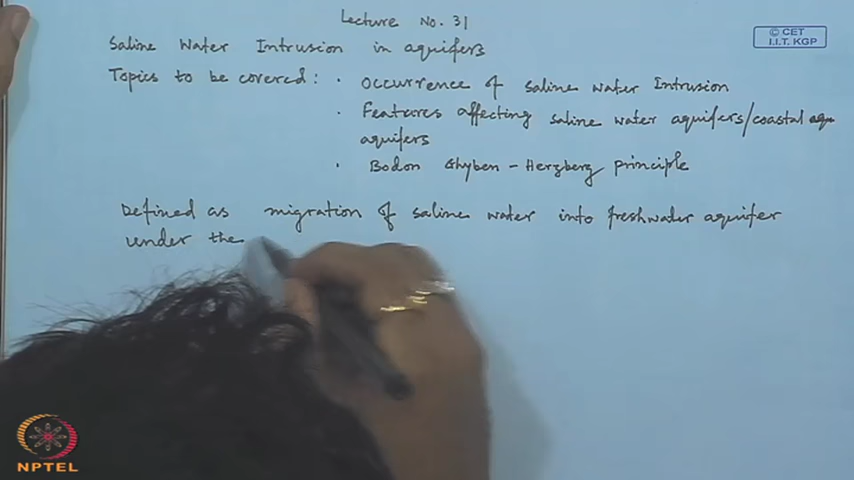 Lecture No. 31
© CET
I.I.T. KGP
Saline Water Intrusion in aquifers
Topics to be covered : · Occurrence of saline water Intrusion
· Features affecting saline water aquifers/coastal aqu
aquifers
· Bodon Ghyben - Herzberg principle
Defined as migration of saline water into freshwater aquifer
under the
NPTEL